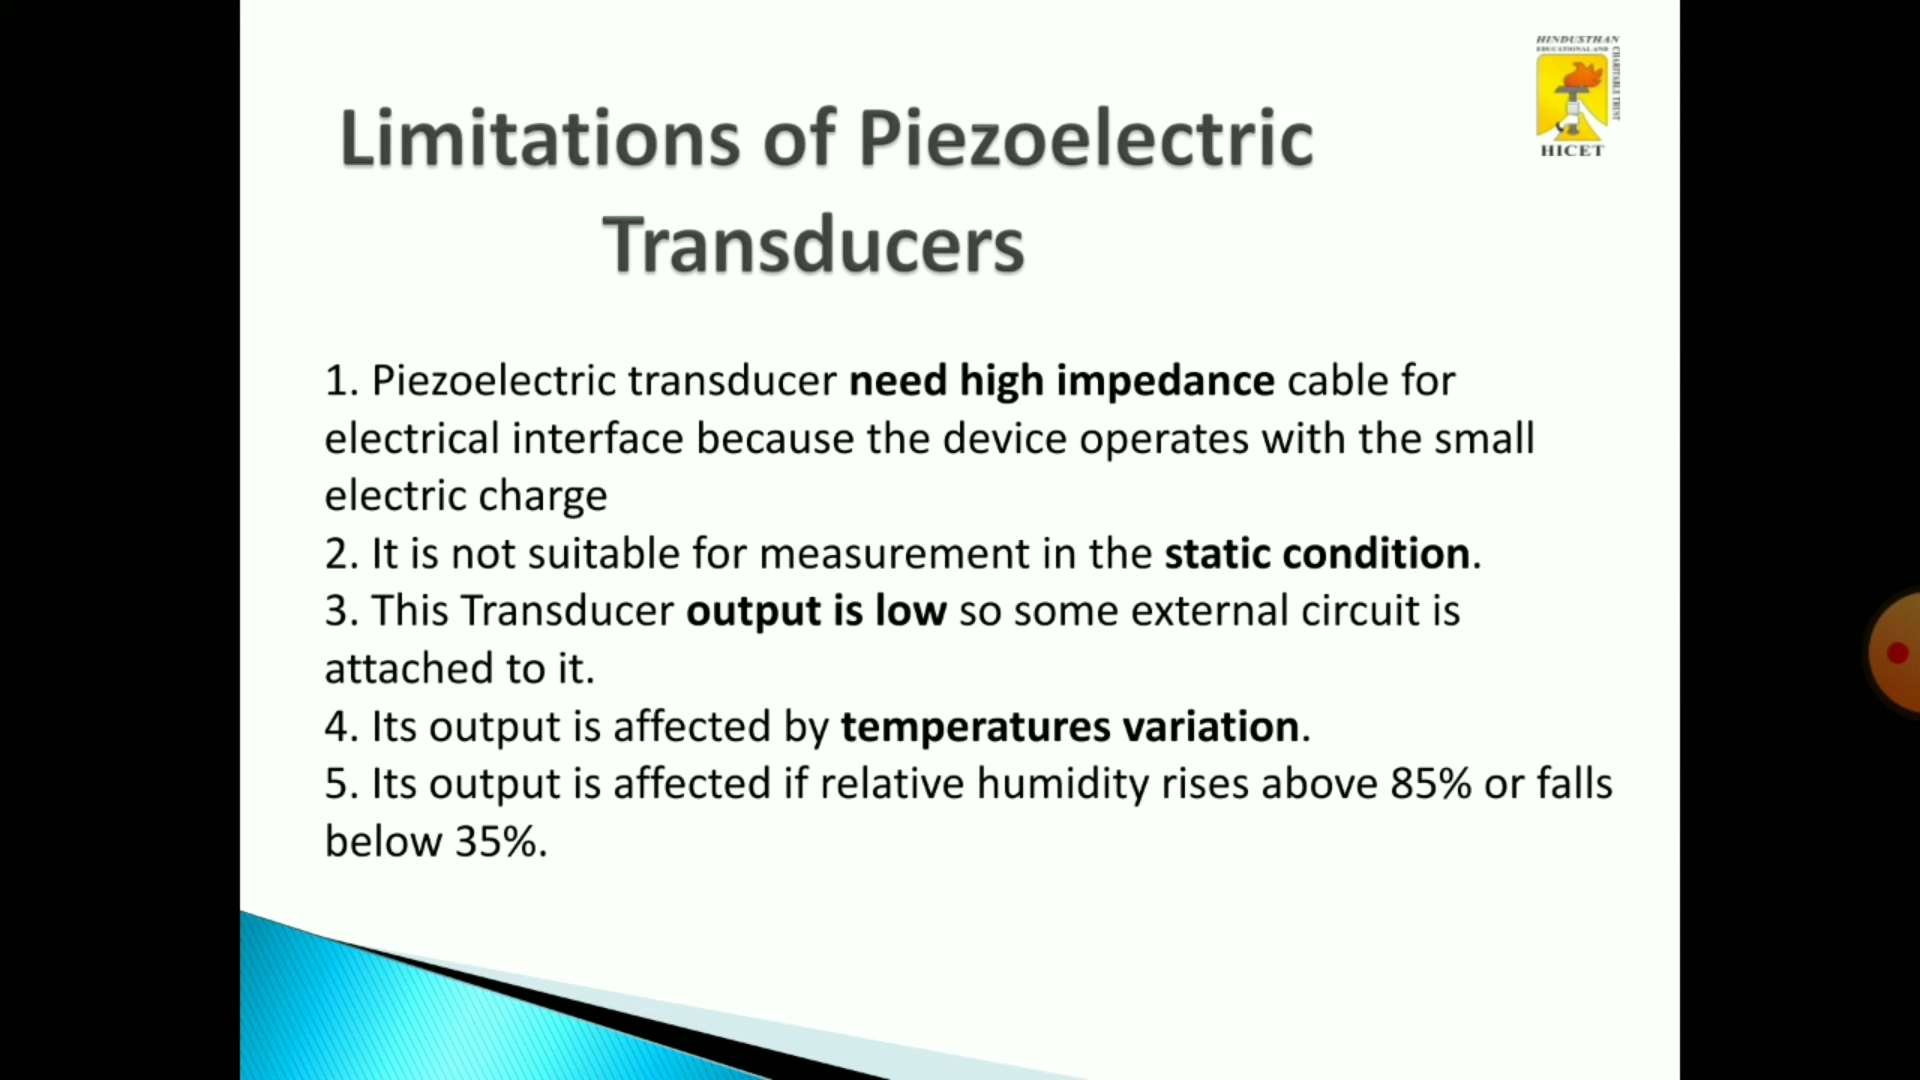 HINDUSTHAN
EDUCATIONAL AND
CHARITABLE TRUST
HICET
Limitations of Piezoelectric
Transducers
1. Piezoelectric transducer need high impedance cable for
electrical interface because the device operates with the small
electric charge
2. It is not suitable for measurement in the static condition.
3. This Transducer output is low so some external circuit is
attached to it.
4. Its output is affected by temperatures variation.
5. Its output is affected if relative humidity rises above 85% or falls
below 35%.